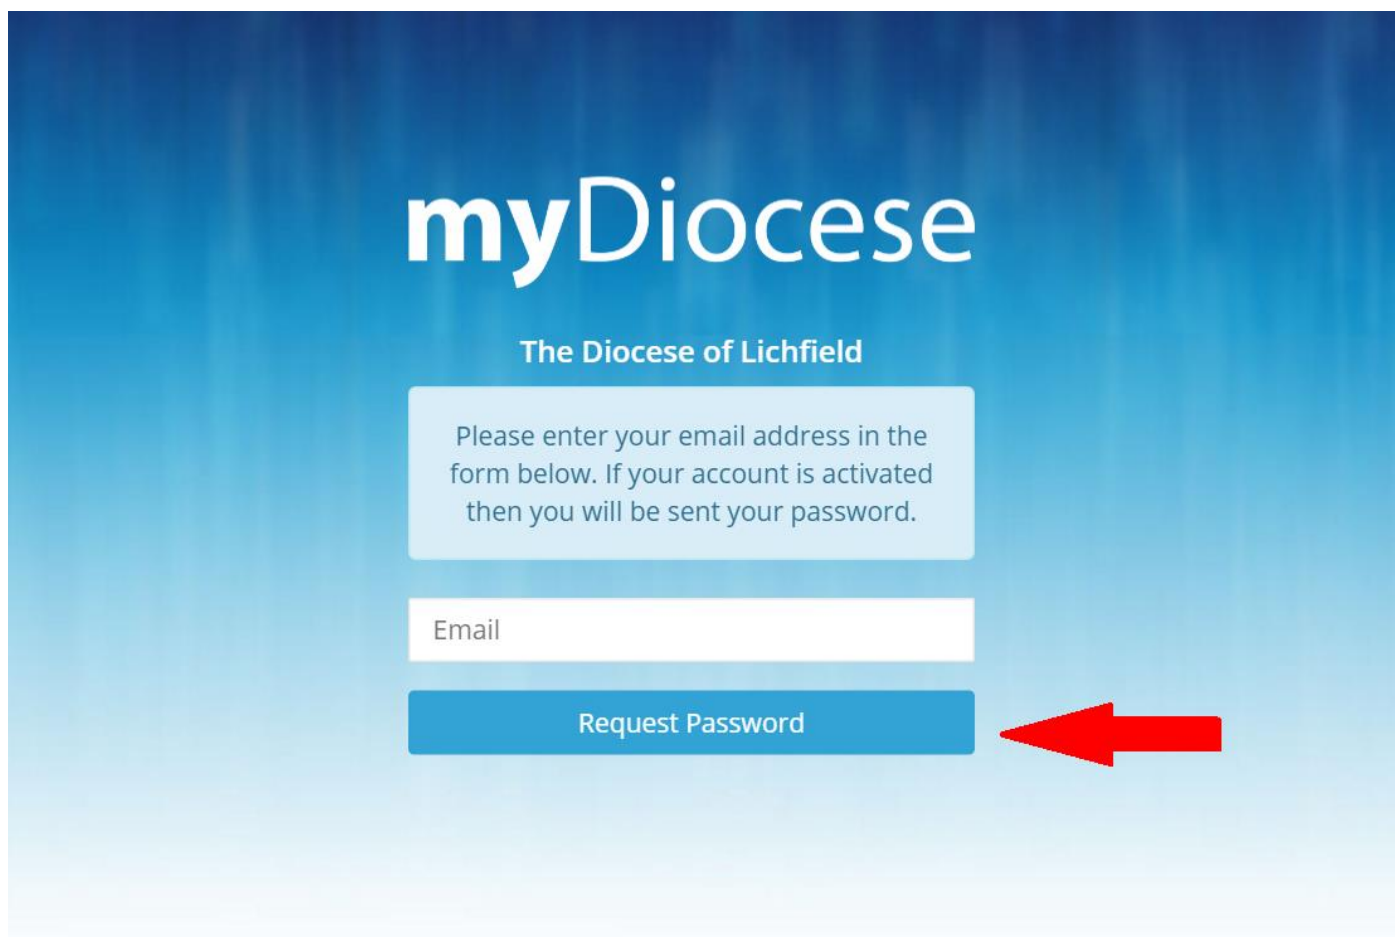 myDiocese
The Diocese of Lichfield
Please enter your email address in the
form below. If your account is activated
then you will be sent your password.
Email
Request Password